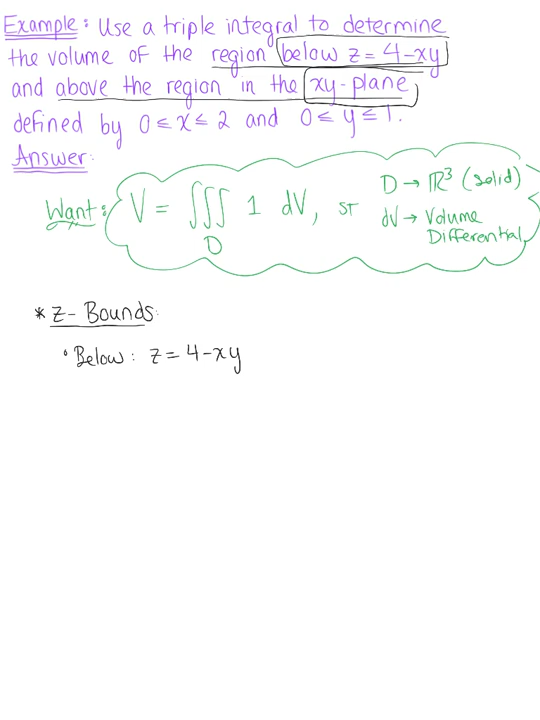 Example: Use a triple integral to determine
the volume of the region below z = 4-xy
and above the region in the xy-plane
defined by 0 ≤ x ≤ 2 and 0 ≤ y ≤ 1.
Answer:
Want: V = ∭ 1 dV, ST D → ℝ³ (Solid)
D
dV → Volume
Differential
* z-Bounds:
• Below: z = 4-xy